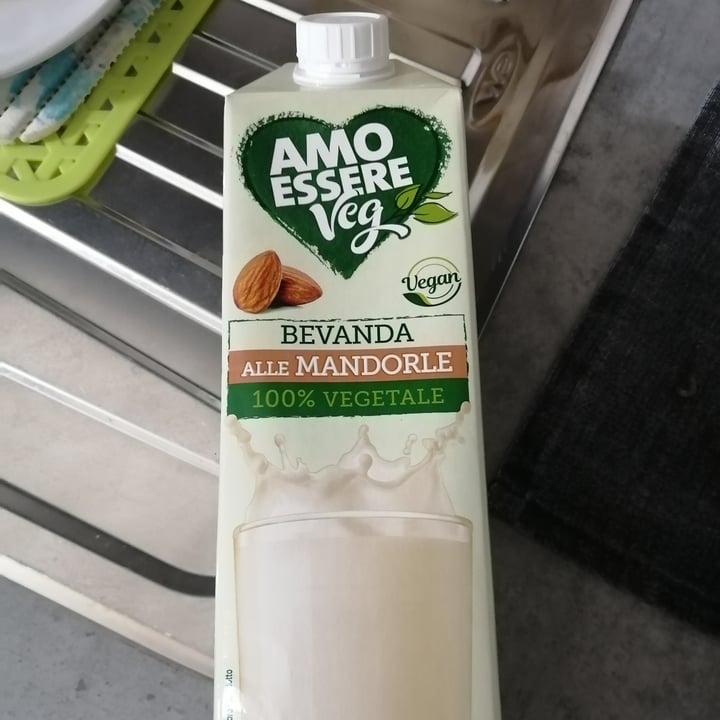 AMO
ESSERE
Veg
Vegan
BEVANDA
ALLE MANDORLE
100% VEGETALE